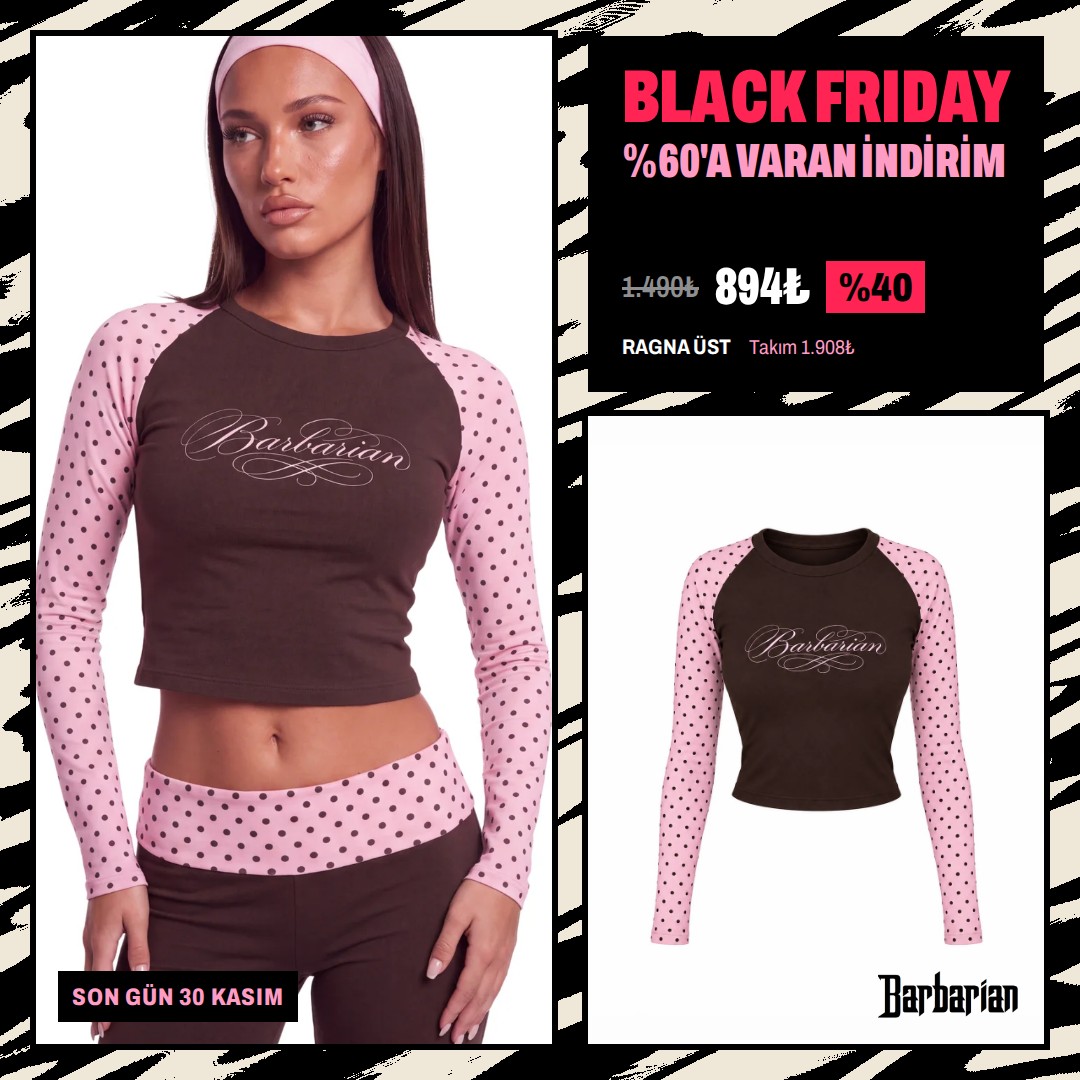 BLACK FRIDAY
%60'A VARAN İNDİRİM
1.490₺ 894₺ %40
RAGNA ÜST Takım 1.908₺
Barbarian
Barbarian
SON GÜN 30 KASIM
Barbarian